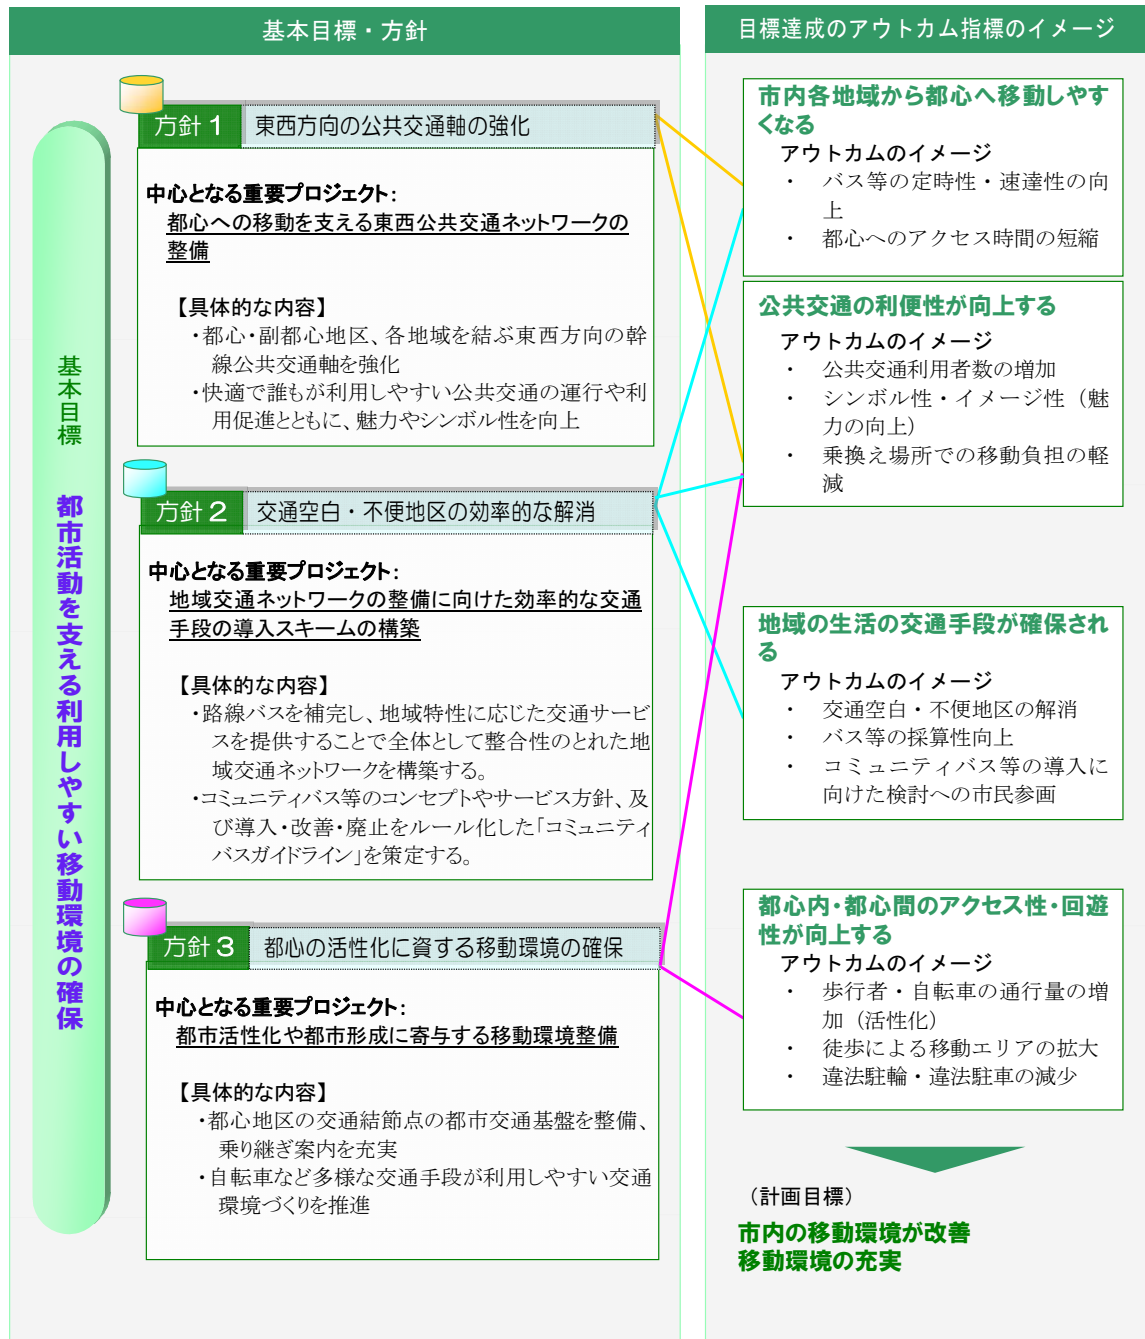 基本目標・方針
基本目標 都市活動を支える利用しやすい移動環境の確保
方針１ 東西方向の公共交通軸の強化
中心となる重要プロジェクト：
都心への移動を支える東西公共交通ネットワークの
整備
【具体的な内容】
・都心・副都心地区、各地域を結ぶ東西方向の幹
線公共交通軸を強化
・快適で誰もが利用しやすい公共交通の運行や利
用促進とともに、魅力やシンボル性を向上
方針２ 交通空白・不便地区の効率的な解消
中心となる重要プロジェクト：
地域交通ネットワークの整備に向けた効率的な交通
手段の導入スキームの構築
【具体的な内容】
・路線バスを補完し、地域特性に応じた交通サービ
スを提供することで全体として整合性のとれた地
域交通ネットワークを構築する。
・コミュニティバス等のコンセプトやサービス方針、及
び導入・改善・廃止をルール化した「コミュニティ
バスガイドライン」を策定する。
方針３ 都心の活性化に資する移動環境の確保
中心となる重要プロジェクト：
都市活性化や都市形成に寄与する移動環境整備
【具体的な内容】
・都心地区の交通結節点の都市交通基盤を整備、
乗り継ぎ案内を充実
・自転車など多様な交通手段が利用しやすい交通
環境づくりを推進
目標達成のアウトカム指標のイメージ
市内各地域から都心へ移動しやす
くなる
アウトカムのイメージ
・ バス等の定時性・速達性の向
上
・ 都心へのアクセス時間の短縮
公共交通の利便性が向上する
アウトカムのイメージ
・ 公共交通利用者数の増加
・ シンボル性・イメージ性（魅
力の向上）
・ 乗換え場所での移動負担の軽
減
地域の生活の交通手段が確保され
る
アウトカムのイメージ
・ 交通空白・不便地区の解消
・ バス等の採算性向上
・ コミュニティバス等の導入に
向けた検討への市民参画
都心内・都心間のアクセス性・回遊
性が向上する
アウトカムのイメージ
・ 歩行者・自転車の通行量の増
加（活性化）
・ 徒歩による移動エリアの拡大
・ 違法駐輪・違法駐車の減少
（計画目標）
市内の移動環境が改善
移動環境の充実